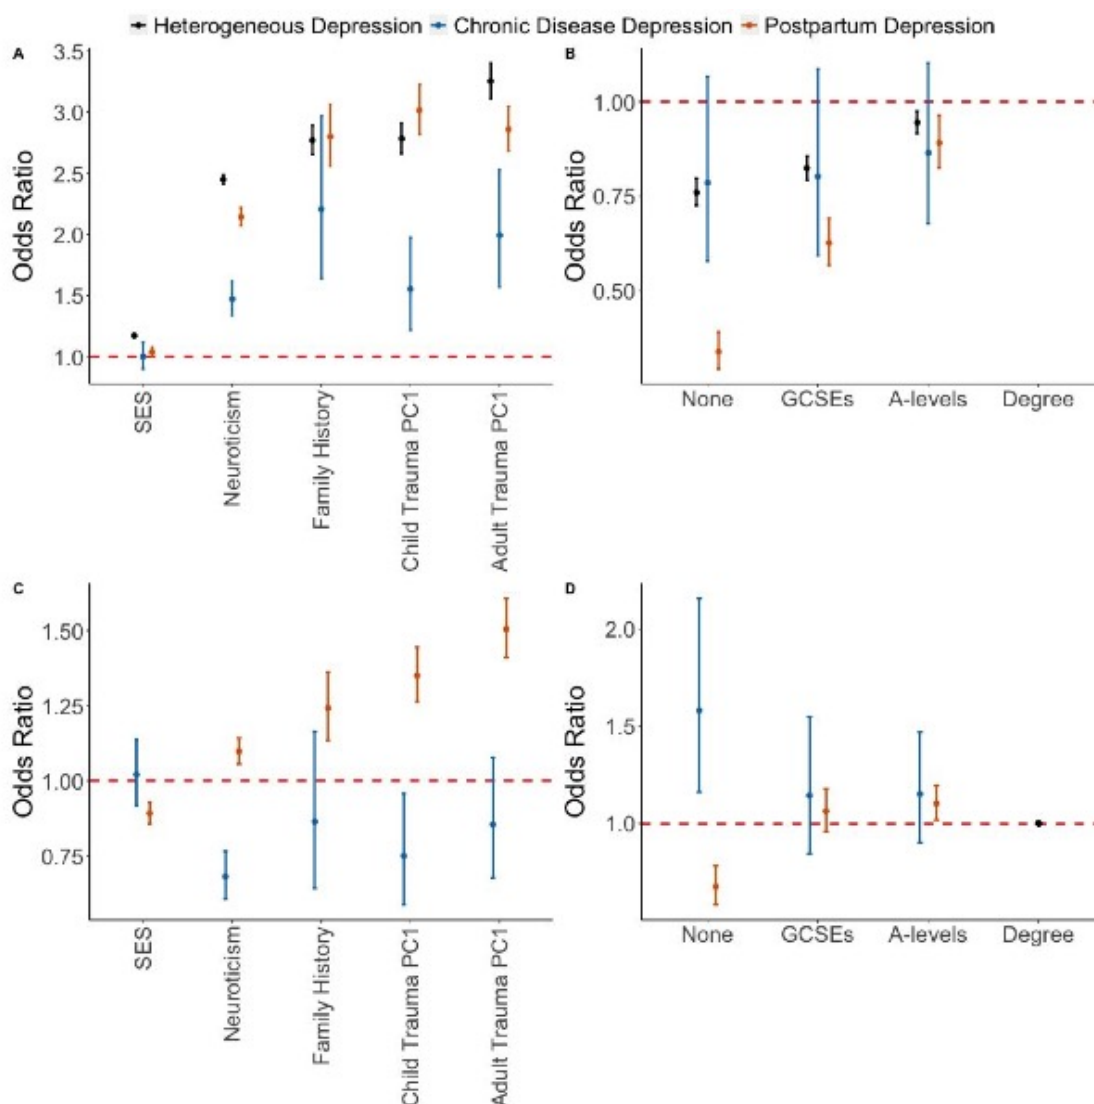 Heterogeneous Depression Chronic Disease Depression Postpartum Depression
A
3.5
3.0
2.5
2.0
1.5
1.0
Odds Ratio
SES
Neuroticism
Family History
Child Trauma PC1
Adult Trauma PC1
B
1.00
0.75
0.50
Odds Ratio
None GCSEs A-levels Degree
C
1.50
1.25
1.00
0.75
Odds Ratio
SES
Neuroticism
Family History
Child Trauma PC1
Adult Trauma PC1
D
2.0
1.5
1.0
Odds Ratio
None GCSEs A-levels Degree